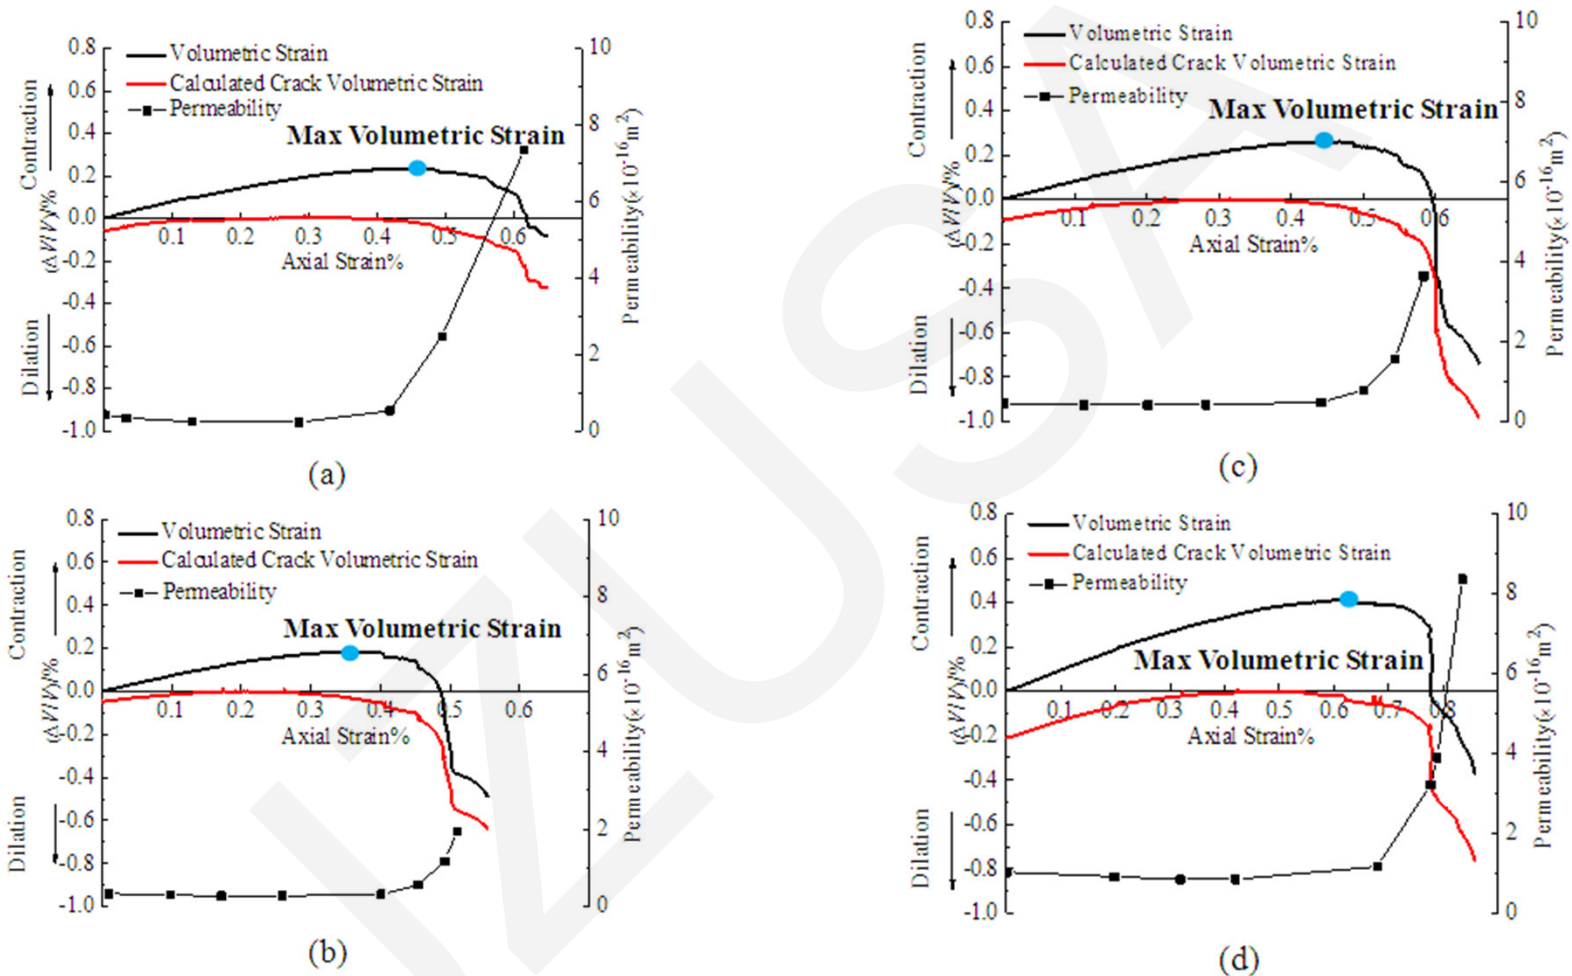 0.8
0.6
0.4
0.2
0.0
-0.2
-0.4
-0.6
-0.8
-1.0
Contraction
(ΔV/V)/%
Dilation
Volumetric Strain
Calculated Crack Volumetric Strain
Permeability
Max Volumetric Strain
0.1 0.2 0.3 0.4 0.5 0.6
Axial Strain%
10
8
6
4
2
0
Permeability(×10⁻¹⁶m²)
(a)
0.8
0.6
0.4
0.2
0.0
-0.2
-0.4
-0.6
-0.8
-1.0
Contraction
(ΔV/V)/%
Dilation
Volumetric Strain
Calculated Crack Volumetric Strain
Permeability
Max Volumetric Strain
0.1 0.2 0.3 0.4 0.5 0.6
Axial Strain%
10
8
6
4
2
0
Permeability(×10⁻¹⁶m²)
(b)
0.8
0.6
0.4
0.2
0.0
-0.2
-0.4
-0.6
-0.8
-1.0
Contraction
(ΔV/V)/%
Dilation
Volumetric Strain
Calculated Crack Volumetric Strain
Permeability
Max Volumetric Strain
0.1 0.2 0.3 0.4 0.5 0.6
Axial Strain%
10
8
6
4
2
0
Permeability(×10⁻¹⁶m²)
(c)
0.8
0.6
0.4
0.2
0.0
-0.2
-0.4
-0.6
-0.8
-1.0
Contraction
(ΔV/V)/%
Dilation
Volumetric Strain
Calculated Crack Volumetric Strain
Permeability
Max Volumetric Strain
0.1 0.2 0.3 0.4 0.5 0.6 0.7 0.8
Axial Strain%
10
8
6
4
2
0
Permeability(×10⁻¹⁶m²)
(d)
IZUSA